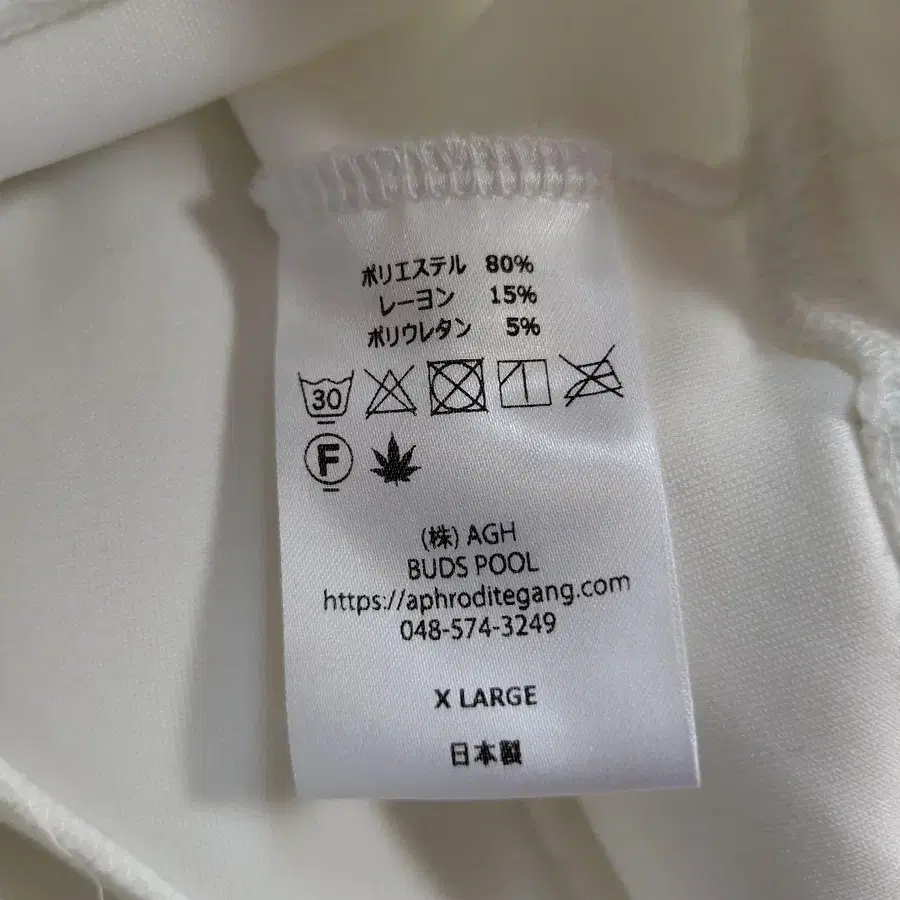 ポリエステル 80%
レーヨン 15%
ポリウレタン 5%
30
F
(株) AGH
BUDS POOL
https://aphroditegang.com
048-574-3249
X LARGE
日本製